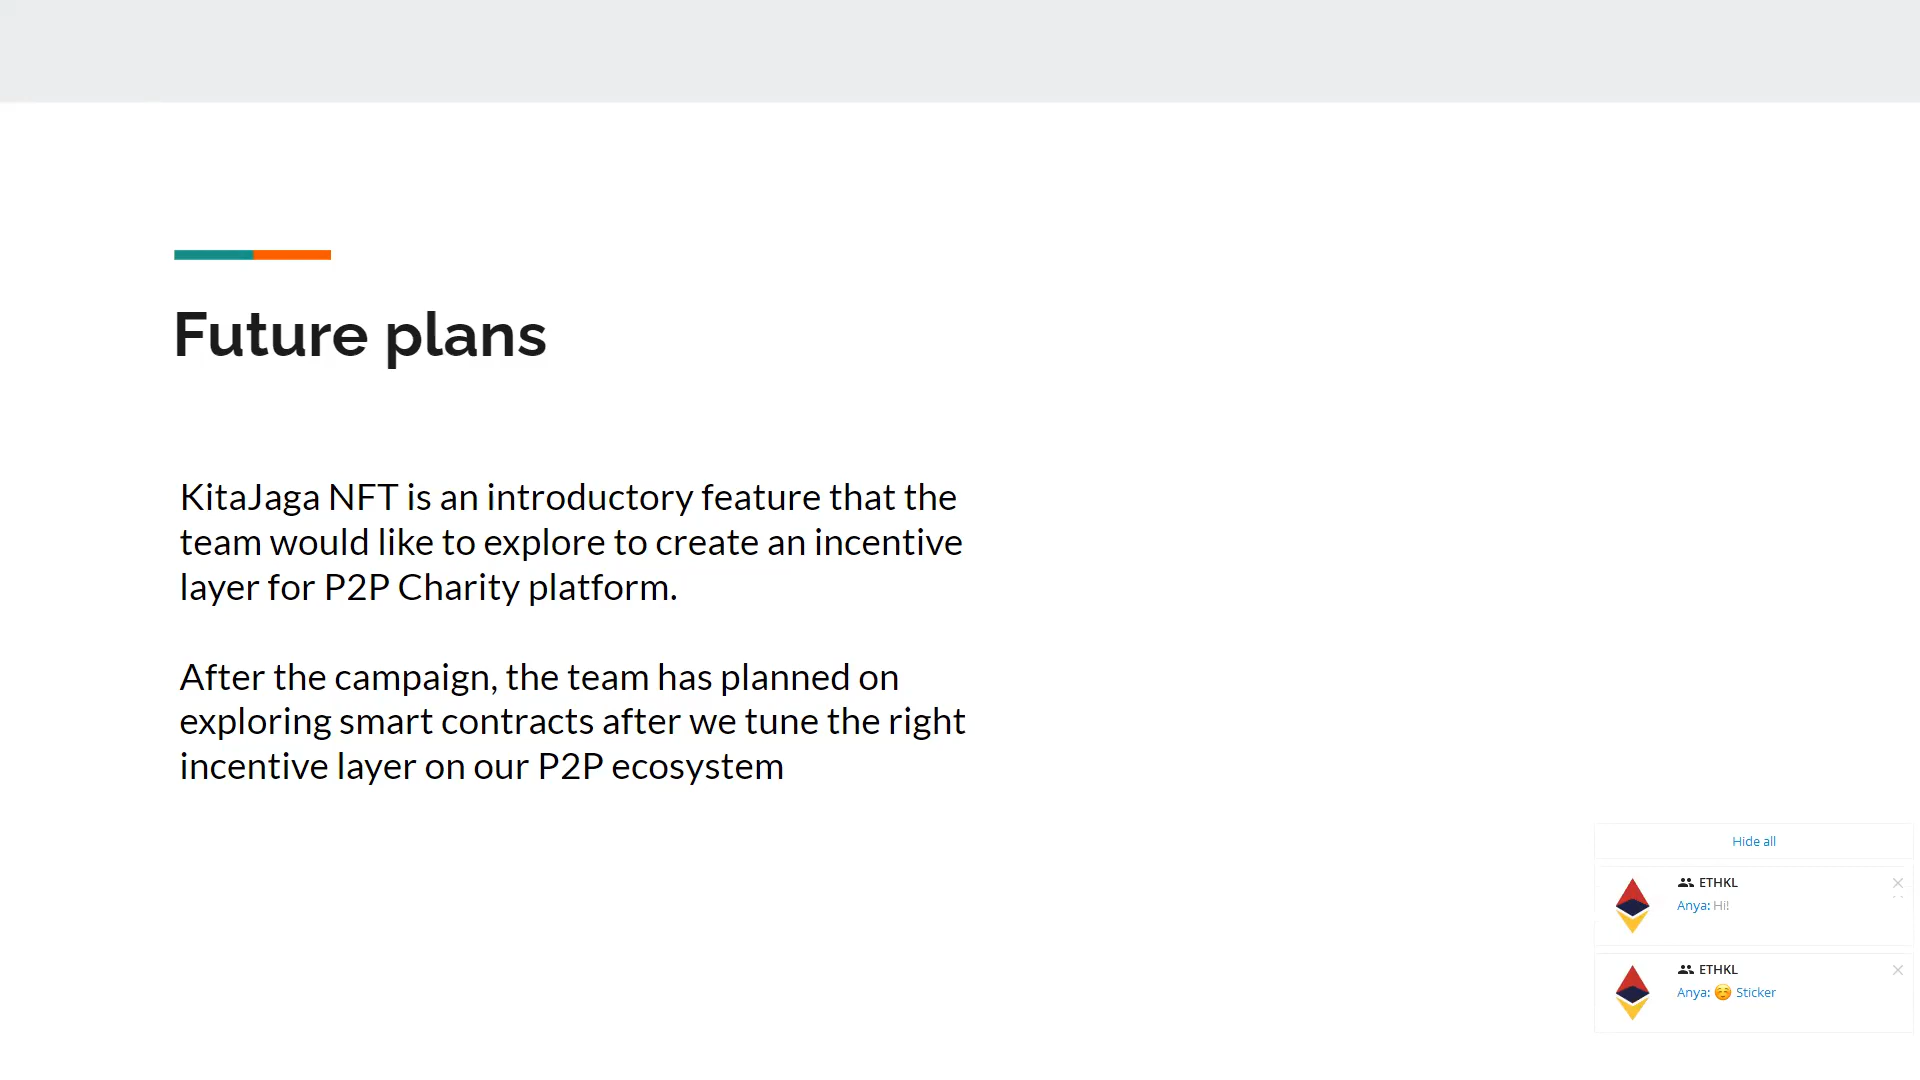 Future plans
KitaJaga NFT is an introductory feature that the
team would like to explore to create an incentive
layer for P2P Charity platform.
After the campaign, the team has planned on
exploring smart contracts after we tune the right
incentive layer on our P2P ecosystem
Hide all
ETHKL
Anya: Hi!
ETHKL
Anya: ☺️ Sticker